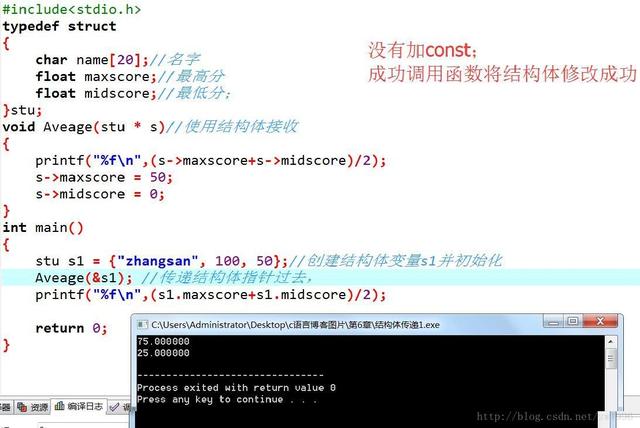 #include<stdio.h>
typedef struct
{
char name[20];//名字
float maxscore;//最高分
float midscore;//最低分;
}stu;
没有加const;
成功调用函数将结构体修改成功
void Aveage(stu * s)//使用结构体接收
{
printf("%f\n",(s->maxscore+s->midscore)/2);
s->maxscore = 50;
s->midscore = 0;
}
int main()
{
stu s1 = {"zhangsan", 100, 50};//创建结构体变量s1并初始化
Aveage(&s1); //传递结构体指针过去,
printf("%f\n",(s1.maxscore+s1.midscore)/2);
return 0;
}
C:\Users\Administrator\Desktop\c语言博客图片\第6章\结构体传递1.exe
75.000000
25.000000
--------------------------------
Process exited with return value 0
Press any key to continue . . .
资源 编译日志
http://blog.csdn.net/